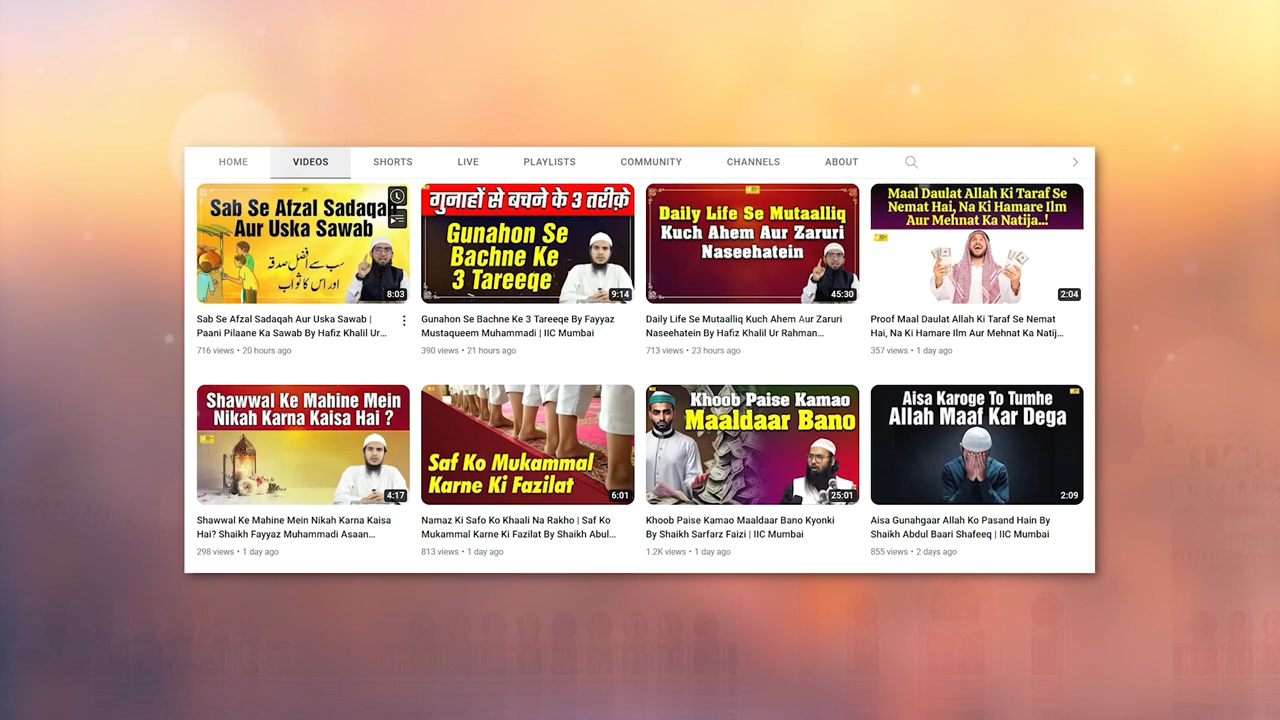 HOME VIDEOS SHORTS LIVE PLAYLISTS COMMUNITY CHANNELS ABOUT
Sab Se Afzal Sadaqah
Aur Uska Sawab
سب سے افضل صدقہ
اور اس کا ثواب
8:03
Sab Se Afzal Sadaqah Aur Uska Sawab |
Paani Pilaane Ka Sawab By Hafiz Khalil Ur...
716 views • 20 hours ago
गुनाहों से बचने के 3 तरीक़े
Gunahon Se
Bachne Ke
3 Tareeqe
9:14
Gunahon Se Bachne Ke 3 Tareeqe By Fayyaz
Mustaqueem Muhammadi | IIC Mumbai
390 views • 21 hours ago
Daily Life Se Mutaalliq
Kuch Ahem Aur Zaruri
Naseehatein
45:30
Daily Life Se Mutaalliq Kuch Ahem Aur Zaruri
Naseehatein By Hafiz Khalil Ur Rahman...
713 views • 23 hours ago
Maal Daulat Allah Ki Taraf Se
Nemat Hai, Na Ki Hamare Ilm
Aur Mehnat Ka Natija..!
2:04
Proof Maal Daulat Allah Ki Taraf Se Nemat
Hai, Na Ki Hamare Ilm Aur Mehnat Ka Natij...
357 views • 1 day ago
Shawwal Ke Mahine Mein
Nikah Karna Kaisa Hai ?
4:17
Shawwal Ke Mahine Mein Nikah Karna Kaisa
Hai? Shaikh Fayyaz Muhammadi Asaan...
298 views • 1 day ago
Saf Ko Mukammal
Karne Ki Fazilat
6:01
Namaz Ki Safo Ko Khaali Na Rakho | Saf Ko
Mukammal Karne Ki Fazilat By Shaikh Abul...
813 views • 1 day ago
Khoob Paise Kamao
Maaldaar Bano
25:01
Khoob Paise Kamao Maaldaar Bano Kyonki
By Shaikh Sarfarz Faizi | IIC Mumbai
1.2K views • 1 day ago
Aisa Karoge To Tumhe
Allah Maaf Kar Dega
2:09
Aisa Gunahgaar Allah Ko Pasand Hain By
Shaikh Abdul Baari Shafeeq | IIC Mumbai
855 views • 2 days ago